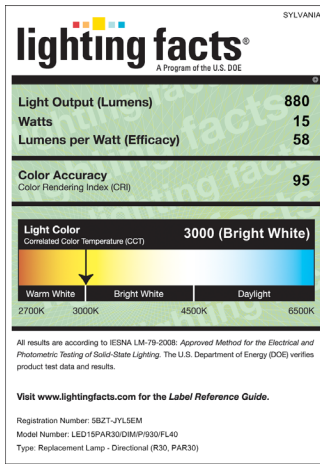 SYLVANIA
lighting facts®
A Program of the U.S. DOE
Light Output (Lumens) 880
Watts 15
Lumens per Watt (Efficacy) 58
Color Accuracy 95
Color Rendering Index (CRI)
Light Color 3000 (Bright White)
Correlated Color Temperature (CCT)
Warm White Bright White Daylight
2700K 3000K 4500K 6500K
All results are according to IESNA LM-79-2008: Approved Method for the Electrical and
Photometric Testing of Solid-State Lighting. The U.S. Department of Energy (DOE) verifies
product test data and results.
Visit www.lightingfacts.com for the Label Reference Guide.
Registration Number: 5BZT-JYL5EM
Model Number: LED15PAR30/DIM/P/930/FL40
Type: Replacement Lamp - Directional (R30, PAR30)